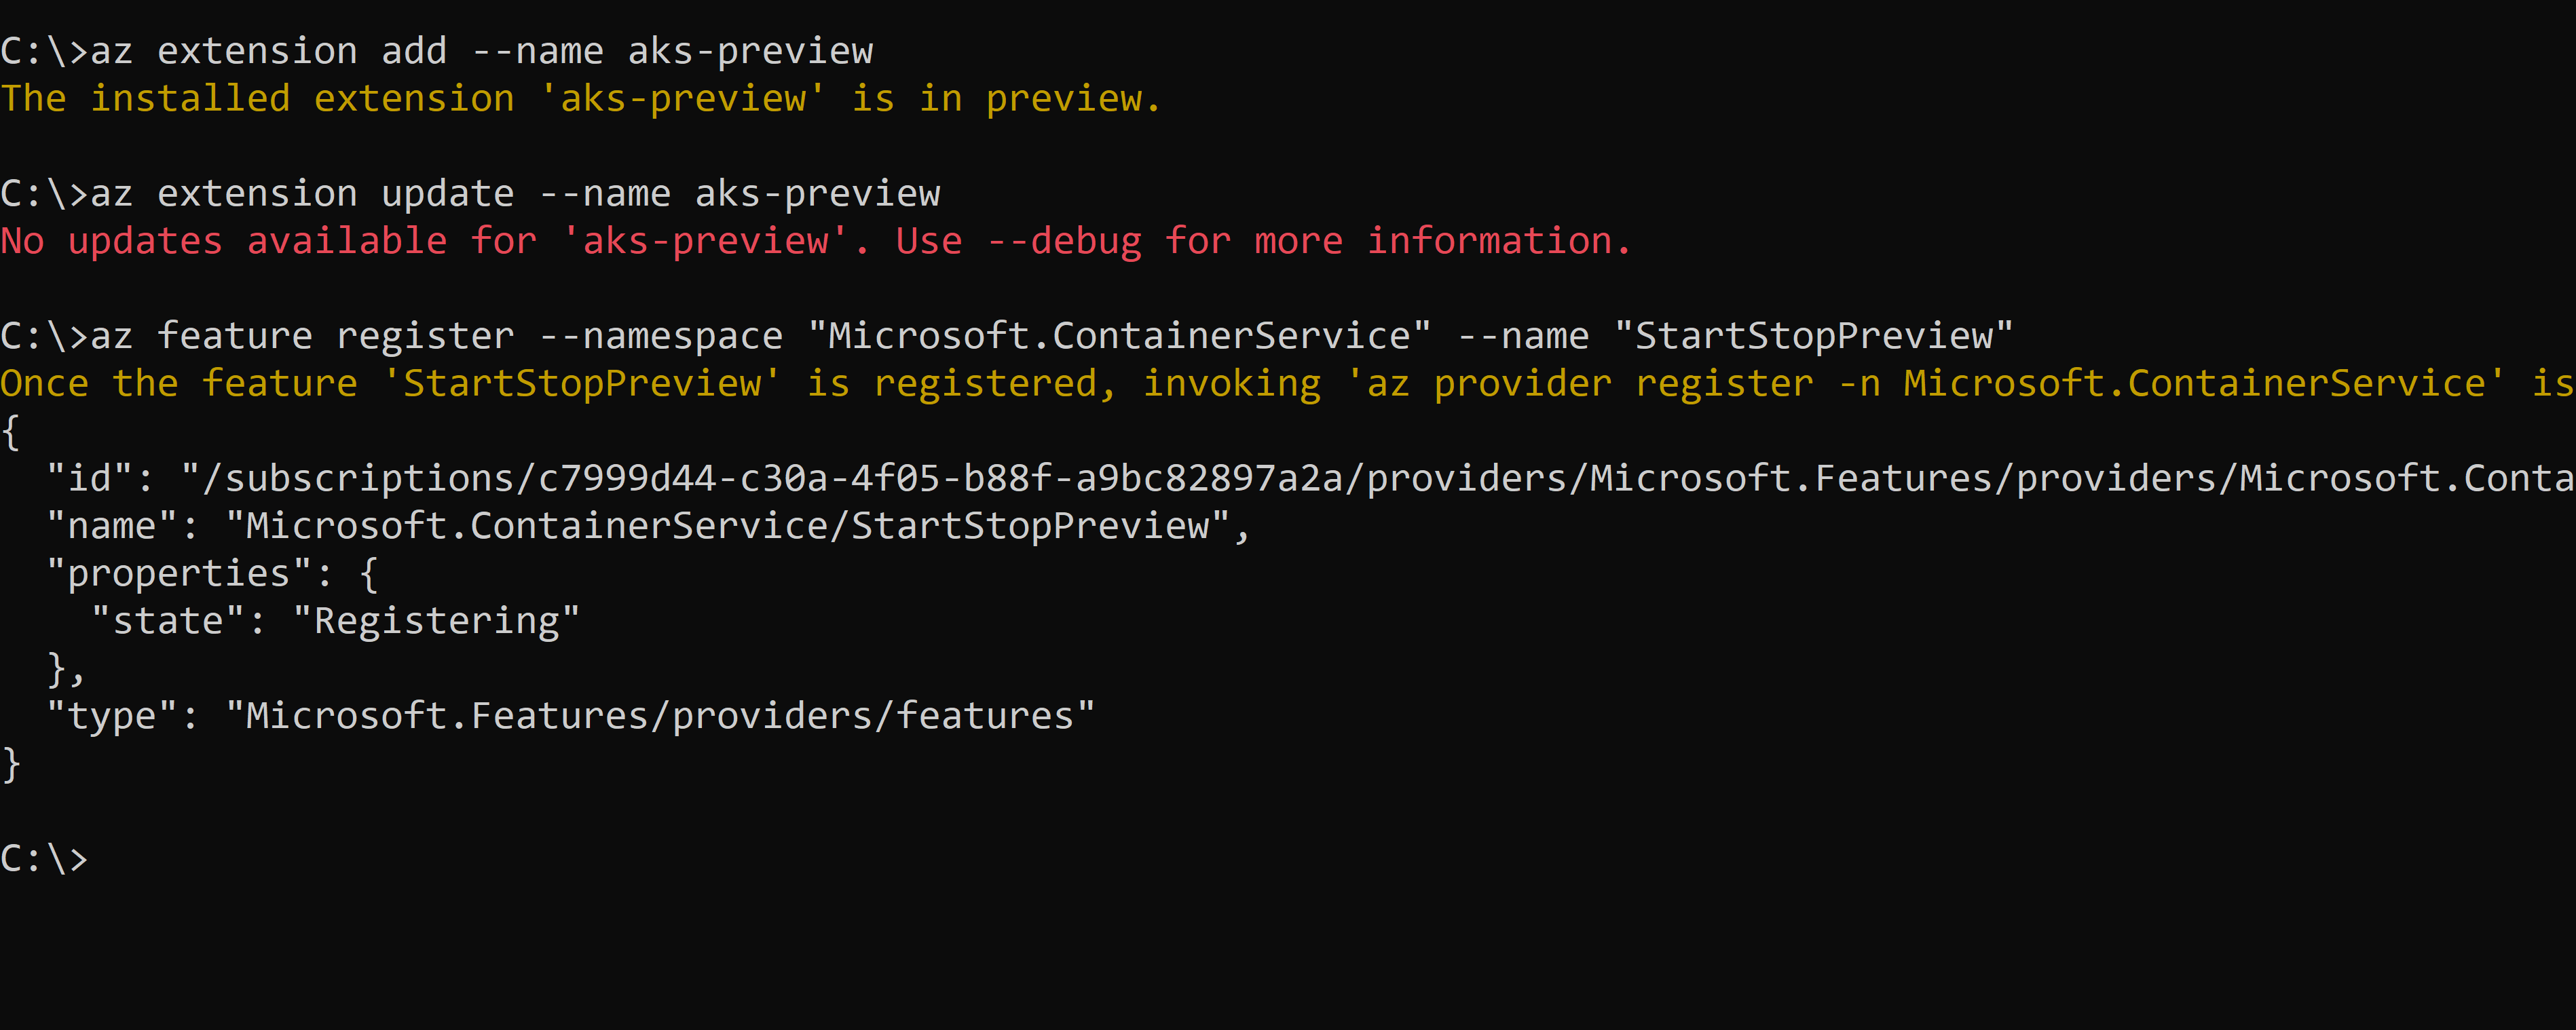 C:\>az extension add --name aks-preview
The installed extension 'aks-preview' is in preview.
C:\>az extension update --name aks-preview
No updates available for 'aks-preview'. Use --debug for more information.
C:\>az feature register --namespace "Microsoft.ContainerService" --name "StartStopPreview"
Once the feature 'StartStopPreview' is registered, invoking 'az provider register -n Microsoft.ContainerService' is
{
  "id": "/subscriptions/c7999d44-c30a-4f05-b88f-a9bc82897a2a/providers/Microsoft.Features/providers/Microsoft.Conta
  "name": "Microsoft.ContainerService/StartStopPreview",
  "properties": {
    "state": "Registering"
  },
  "type": "Microsoft.Features/providers/features"
}
C:\>